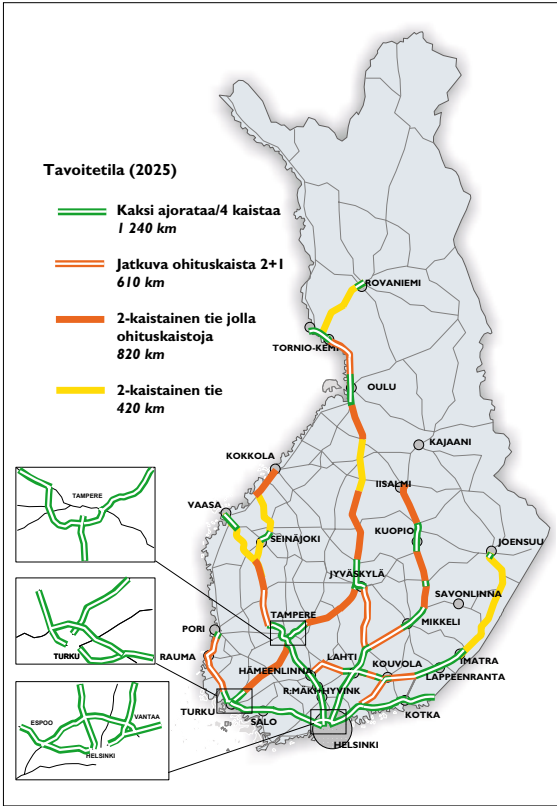 Tavoitetila (2025)
Kaksi ajorataa/4 kaistaa
1 240 km
Jatkuva ohituskaista 2+1
610 km
2-kaistainen tie jolla
ohituskaistoja
820 km
2-kaistainen tie
420 km
ROVANIEMI
TORNIO-KEMI
OULU
KAJAANI
KOKKOLA
IISALMI
VAASA
SEINÄJOKI
KUOPIO
JOENSUU
JYVÄSKYLÄ
SAVONLINNA
TAMPERE
MIKKELI
PORI
RAUMA
HÄMEENLINNA
LAHTI
KOUVOLA
IMATRA
LAPPEENRANTA
R:MÄKI+HYVINK
TURKU
SALO
KOTKA
HELSINKI
TAMPERE
TURKU
ESPOO
VANTAA
HELSINKI